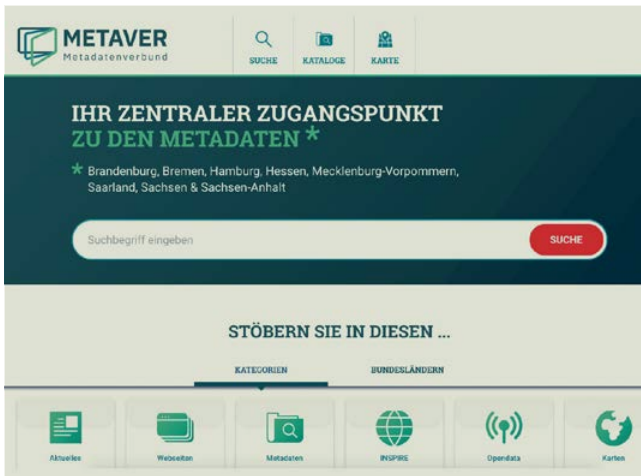 METAVER
Metadatenverbund
SUCHE KATALOGE KARTE
IHR ZENTRALER ZUGANGSPUNKT
ZU DEN METADATEN *
* Brandenburg, Bremen, Hamburg, Hessen, Mecklenburg-Vorpommern,
Saarland, Sachsen & Sachsen-Anhalt
Suchbegriff eingeben SUCHE
STÖBERN SIE IN DIESEN ...
KATEGORIEN BUNDESLÄNDERN
Aktuelles Webseiten Metadaten INSPIRE Opendata Karten